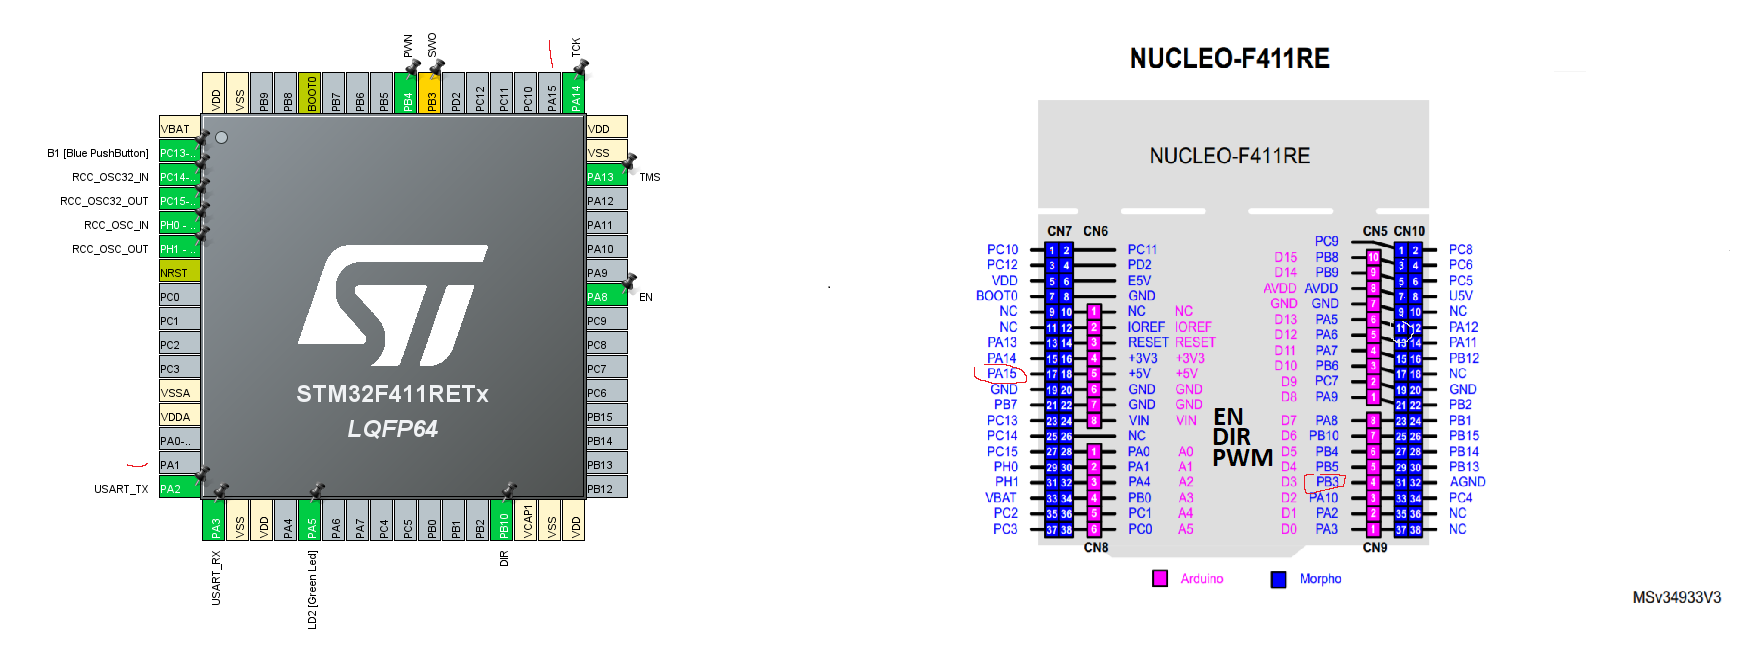 PWN
SWO
TCK
VDD
VSS
PB9
PB8
BOOT0
PB7
PB6
PB5
PB4
PB3
PD2
PC12
PC11
PC10
PA15
PA14
VBAT
B1 [Blue PushButton] PC13-..
RCC_OSC32_IN PC14-..
RCC_OSC32_OUT PC15-..
RCC_OSC_IN PH0 - ..
RCC_OSC_OUT PH1 - ..
NRST
PC0
PC1
PC2
PC3
VSSA
VDDA
PA0-..
PA1
USART_TX PA2
STM32F411RETx
LQFP64
VDD
VSS
PA13 TMS
PA12
PA11
PA10
PA9
PA8 EN
PC9
PC8
PC7
PC6
PB15
PB14
PB13
PB12
PA3
VSS
VDD
PA4
PA5
PA6
PA7
PC4
PC5
PB0
PB1
PB2
PB10
VCAP1
VSS
VDD
USART_RX
LD2 [Green Led]
DIR
NUCLEO-F411RE
NUCLEO-F411RE
CN7 CN6
PC10 1 2 PC11
PC12 3 4 PD2
VDD 5 6 E5V
BOOT0 7 8 GND
NC 9 10 1 NC NC
NC 11 12 2 IOREF IOREF
PA13 13 14 3 RESET RESET
PA14 15 16 4 +3V3 +3V3
PA15 17 18 5 +5V +5V
GND 19 20 6 GND GND
PB7 21 22 7 GND GND
PC13 23 24 8 VIN VIN
PC14 25 26 NC
PC15 27 28 1 PA0 A0
PH0 29 30 2 PA1 A1
PH1 31 32 3 PA4 A2
VBAT 33 34 4 PB0 A3
PC2 35 36 5 PC1 A4
PC3 37 38 6 PC0 A5
CN8
EN
DIR
PWM
CN5 CN10
PC9 1 2 PC8
D15 PB8 10 3 4 PC6
D14 PB9 9 5 6 PC5
AVDD AVDD 8 7 8 U5V
GND GND 7 9 10 NC
D13 PA5 6 11 12 PA12
D12 PA6 5 13 14 PA11
D11 PA7 4 15 16 PB12
D10 PB6 3 17 18 NC
D9 PC7 2 19 20 GND
D8 PA9 1 21 22 PB2
D7 PA8 8 23 24 PB1
D6 PB10 7 25 26 PB15
D5 PB4 6 27 28 PB14
D4 PB5 5 29 30 PB13
D3 PB3 4 31 32 AGND
D2 PA10 3 33 34 PC4
D1 PA2 2 35 36 NC
D0 PA3 1 37 38 NC
CN9
Arduino
Morpho
MSv34933V3